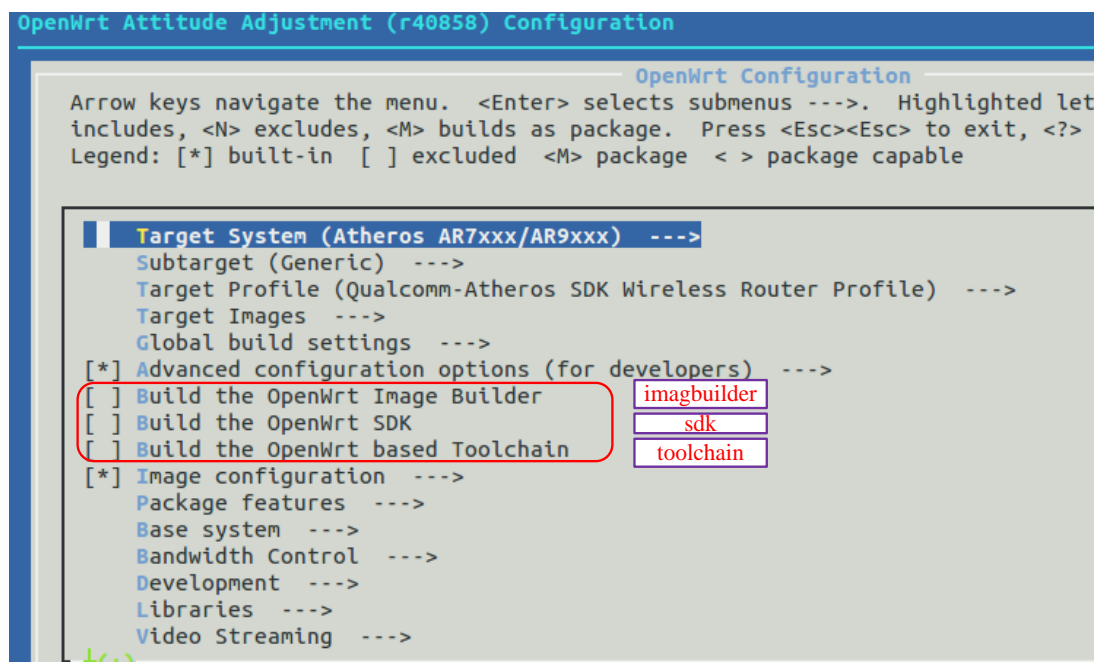 OpenWrt Attitude Adjustment (r40858) Configuration
OpenWrt Configuration
Arrow keys navigate the menu.  <Enter> selects submenus --->.  Highlighted let
includes, <N> excludes, <M> builds as package.  Press <Esc><Esc> to exit, <?>
Legend: [*] built-in  [ ] excluded  <M> package  < > package capable
Target System (Atheros AR7xxx/AR9xxx)  --->
Subtarget (Generic)  --->
Target Profile (Qualcomm-Atheros SDK Wireless Router Profile)  --->
Target Images  --->
Global build settings  --->
[*] Advanced configuration options (for developers)  --->
[ ] Build the OpenWrt Image Builder imagbuilder
[ ] Build the OpenWrt SDK sdk
[ ] Build the OpenWrt based Toolchain toolchain
[*] Image configuration  --->
Package features  --->
Base system  --->
Bandwidth Control  --->
Development  --->
Libraries  --->
Video Streaming  --->